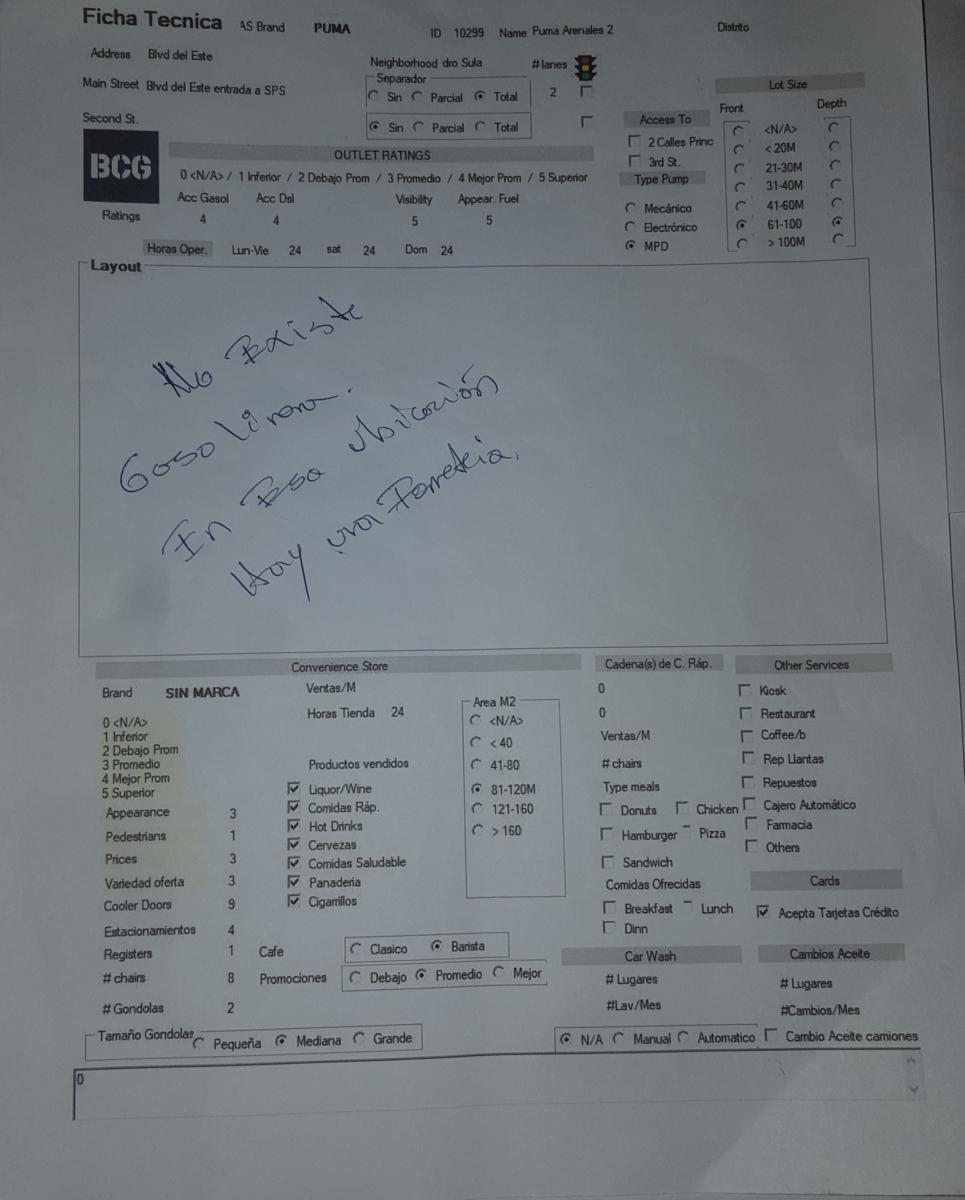 Ficha Tecnica AS Brand PUMA ID 10299 Name Puma Arenales 2 Distrito
Address Blvd del Este Neighborhood dro Sula #lanes
Main Street Blvd del Este entrada a SPS Separador Sin Parcial Total 2
Second St. Sin Parcial Total
Lot Size
Front Depth
<N/A>
< 20M
21-30M
31-40M
41-60M
61-100
> 100M
Access To
2 Calles Princ
3rd St.
Type Pump
Mecánico
Electrónico
MPD
BCG
OUTLET RATINGS
0 <N/A> / 1 Inferior / 2 Debajo Prom / 3 Promedio / 4 Mejor Prom / 5 Superior
Acc Gasol Acc Dsl Visibility Appear. Fuel
Ratings 4 4 5 5
Horas Oper. Lun-Vie 24 sat 24 Dom 24
Layout
No Existe
Gasolinera.
En Esa ubicación
Hay una Ferretería.
Convenience Store
Brand SIN MARCA Ventas/M
Horas Tienda 24
0 <N/A>
1 Inferior
2 Debajo Prom
3 Promedio
4 Mejor Prom
5 Superior
Appearance 3
Pedestrians 1
Prices 3
Variedad oferta 3
Cooler Doors 9
Estacionamientos 4
Registers 1
# chairs 8
# Gondolas 2
Productos vendidos
Liquor/Wine
Comidas Ráp.
Hot Drinks
Cervezas
Comidas Saludable
Panaderia
Cigarrillos
Area M2
<N/A>
< 40
41-80
81-120M
121-160
> 160
Cafe Clasico Barista
Promociones Debajo Promedio Mejor
Tamaño Gondolas Pequeña Mediana Grande
Cadena(s) de C. Ráp.
0
0
Ventas/M
# chairs
Type meals
Donuts Chicken
Hamburger Pizza
Sandwich
Comidas Ofrecidas
Breakfast Lunch
Dinn
Other Services
Kiosk
Restaurant
Coffee/b
Rep Llantas
Repuestos
Cajero Automático
Farmacia
Others
Cards
Acepta Tarjetas Crédito
Car Wash
# Lugares
#Lav/Mes
N/A Manual Automatico
Cambios Aceite
# Lugares
#Cambios/Mes
Cambio Aceite camiones
0